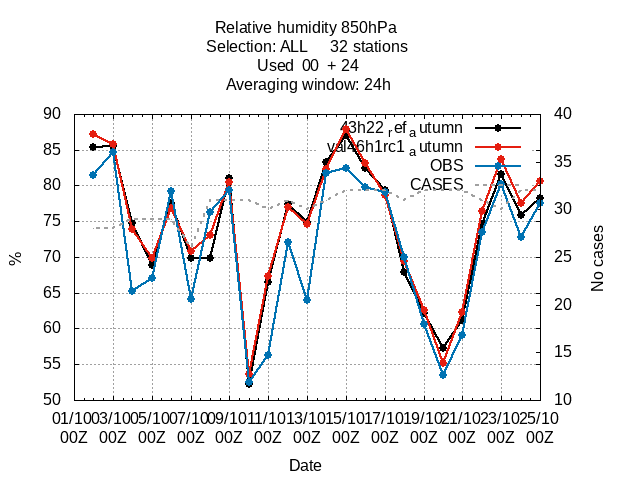 Relative humidity 850hPa
Selection: ALL 32 stations
Used 00 + 24
Averaging window: 24h
90
85
80
75
70
65
60
55
50
%
40
35
30
25
20
15
10
No cases
43h22refautumn
val46h1rc1autumn
OBS
CASES
01/10 03/10 05/10 07/10 09/10 11/10 13/10 15/10 17/10 19/10 21/10 23/10 25/10
00Z 00Z 00Z 00Z 00Z 00Z 00Z 00Z 00Z 00Z 00Z 00Z 00Z
Date